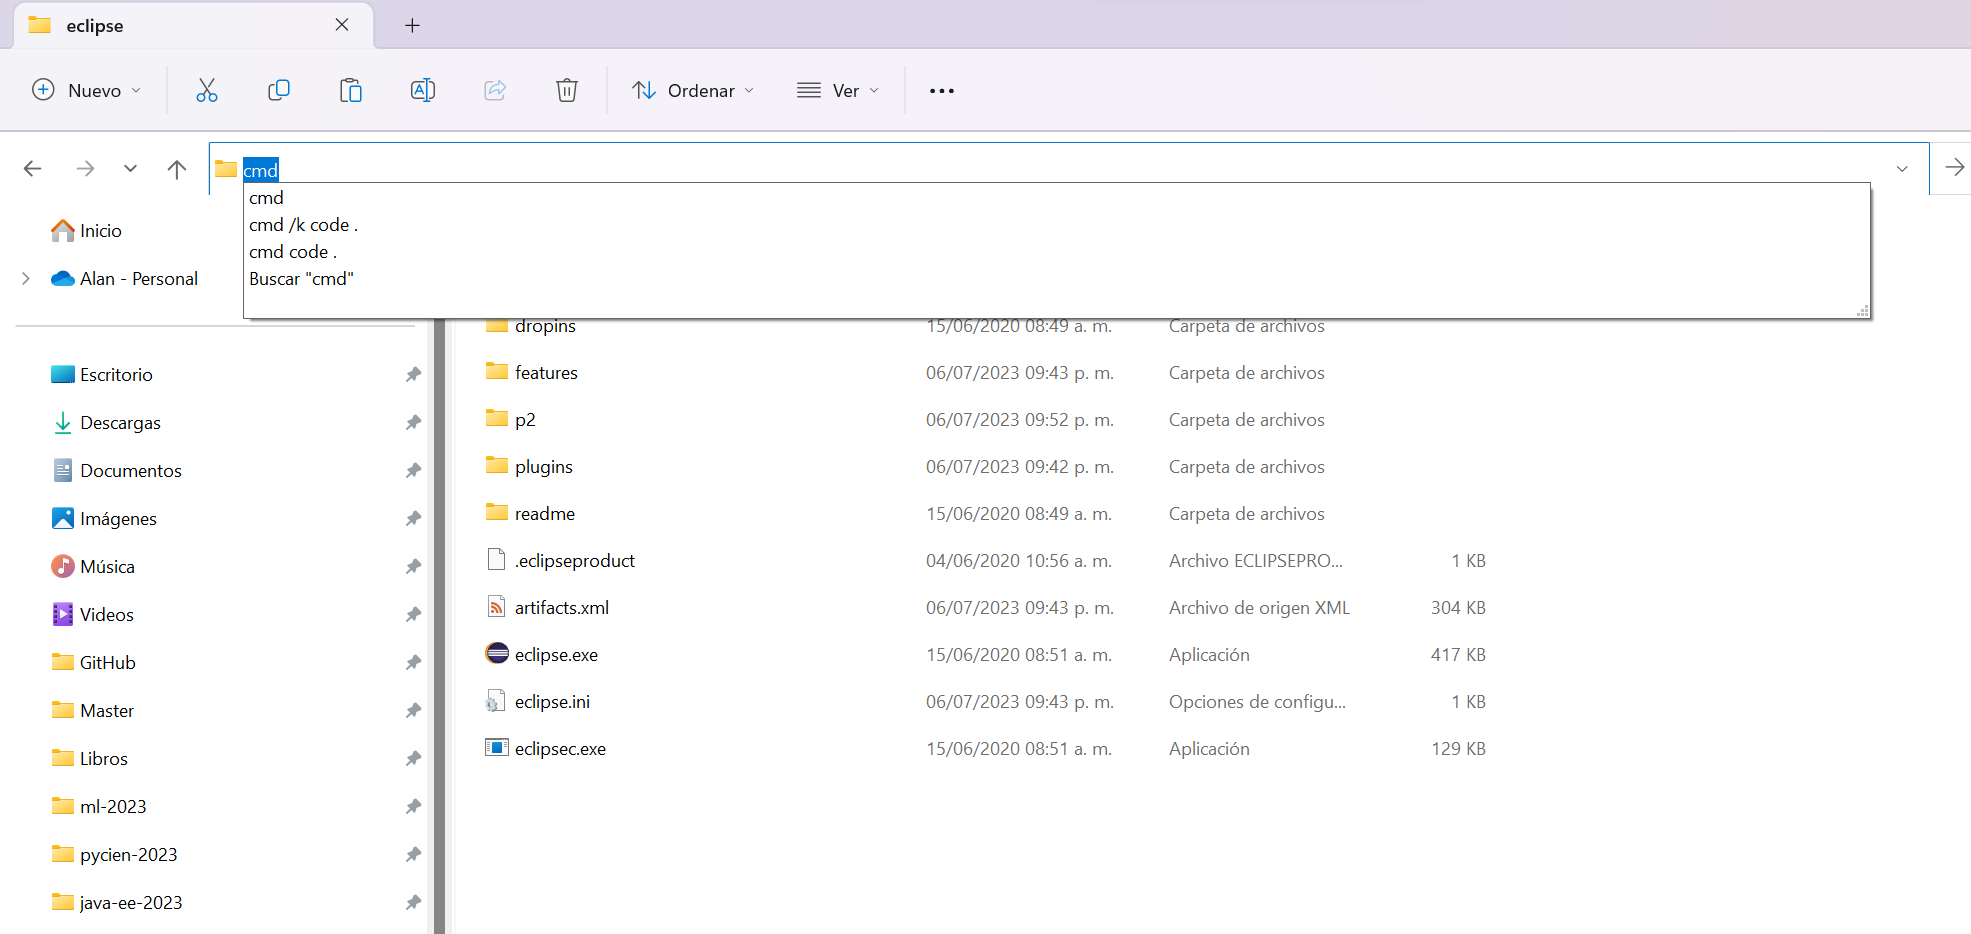 eclipse
Nuevo
Ordenar
Ver
cmd
cmd
cmd /k code .
cmd code .
Buscar "cmd"
Inicio
Alan - Personal
Escritorio
Descargas
Documentos
Imágenes
Música
Videos
GitHub
Master
Libros
ml-2023
pycien-2023
java-ee-2023
dropins 15/06/2020 08:49 a. m. Carpeta de archivos
features 06/07/2023 09:43 p. m. Carpeta de archivos
p2 06/07/2023 09:52 p. m. Carpeta de archivos
plugins 06/07/2023 09:42 p. m. Carpeta de archivos
readme 15/06/2020 08:49 a. m. Carpeta de archivos
.eclipseproduct 04/06/2020 10:56 a. m. Archivo ECLIPSEPRO... 1 KB
artifacts.xml 06/07/2023 09:43 p. m. Archivo de origen XML 304 KB
eclipse.exe 15/06/2020 08:51 a. m. Aplicación 417 KB
eclipse.ini 06/07/2023 09:43 p. m. Opciones de configu... 1 KB
eclipsec.exe 15/06/2020 08:51 a. m. Aplicación 129 KB